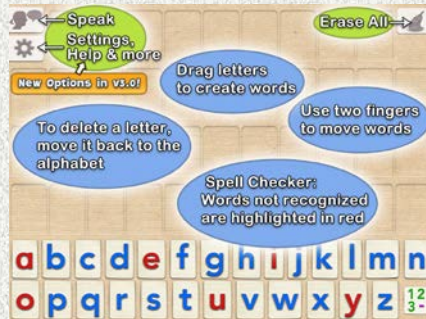 Speak
Settings,
Help & more
New Options in v3.0!
Erase All
Drag letters
to create words
Use two fingers
to move words
To delete a letter,
move it back to the
alphabet
Spell Checker:
Words not recognized
are highlighted in red
a b c d e f g h i j k l m n
o p q r s t u v w x y z 12
3-